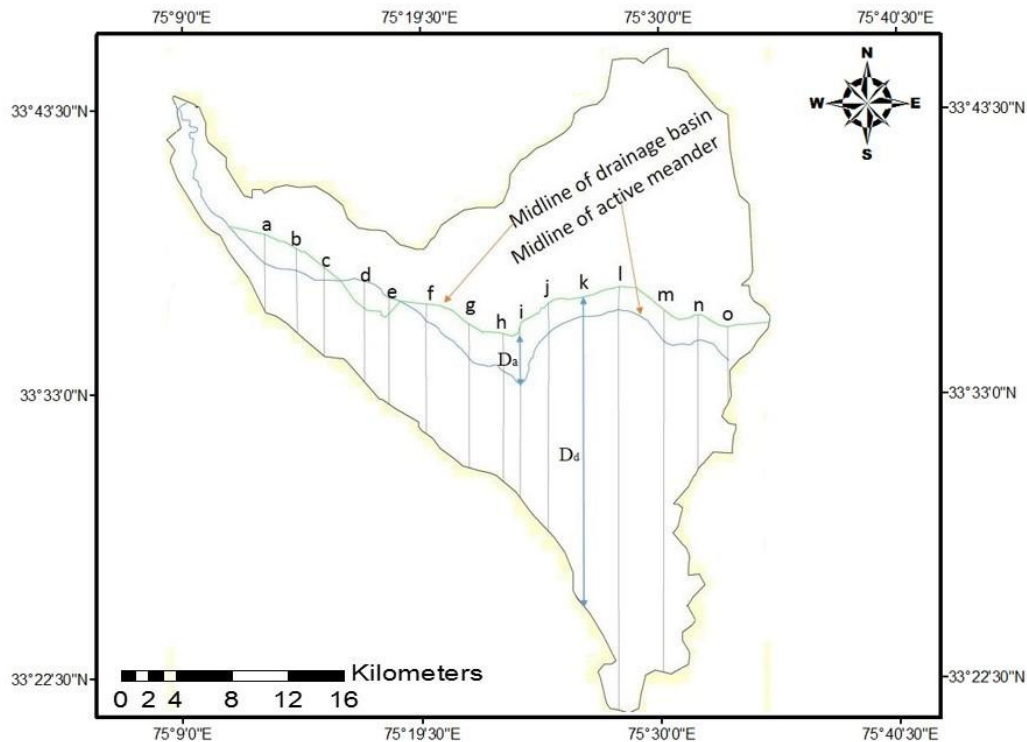 75°9'0"E 75°19'30"E 75°30'0"E 75°40'30"E
N
W E
S
33°43'30"N 33°43'30"N
Midline of drainage basin
Midline of active meander
a b c d e f g h i j k l m n o
Da
33°33'0"N 33°33'0"N
Dd
33°22'30"N 33°22'30"N
Kilometers
0 2 4 8 12 16
75°9'0"E 75°19'30"E 75°30'0"E 75°40'30"E